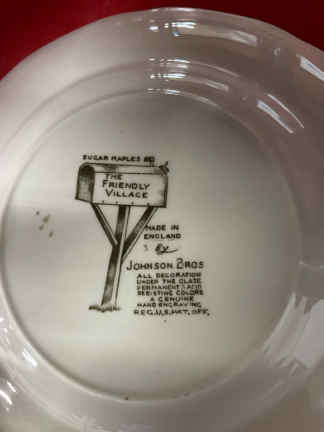 SUGAR MAPLES
THE
FRIENDLY
VILLAGE
MADE IN
ENGLAND
By
JOHNSON BROS
ALL DECORATION
UNDER THE GLAZE
PERMANENT & ACID
RESISTING COLORS
A GENUINE
HAND ENGRAVING
REG. U.S. PAT. OFF.